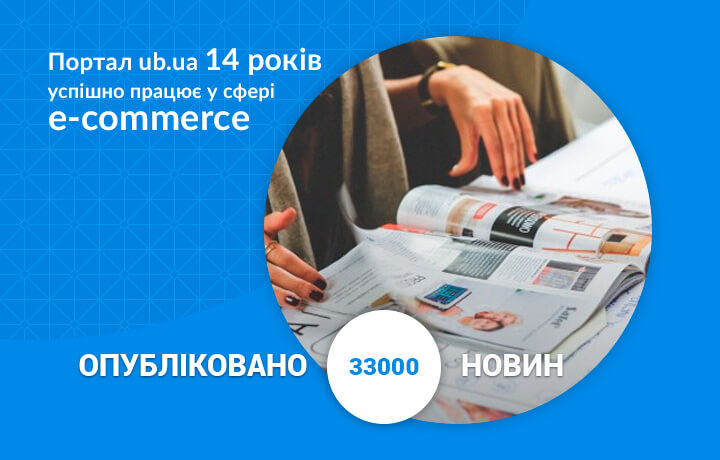 Портал ub.ua 14 років
успішно працює у сфері
e-commerce
ОПУБЛІКОВАНО 33000 НОВИН